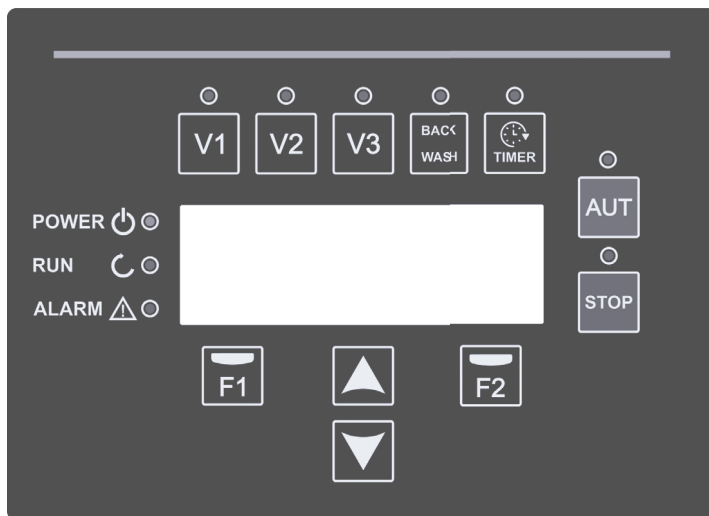 V1
V2
V3
BACK
WASH
TIMER
AUT
POWER
RUN
STOP
ALARM
F1
F2